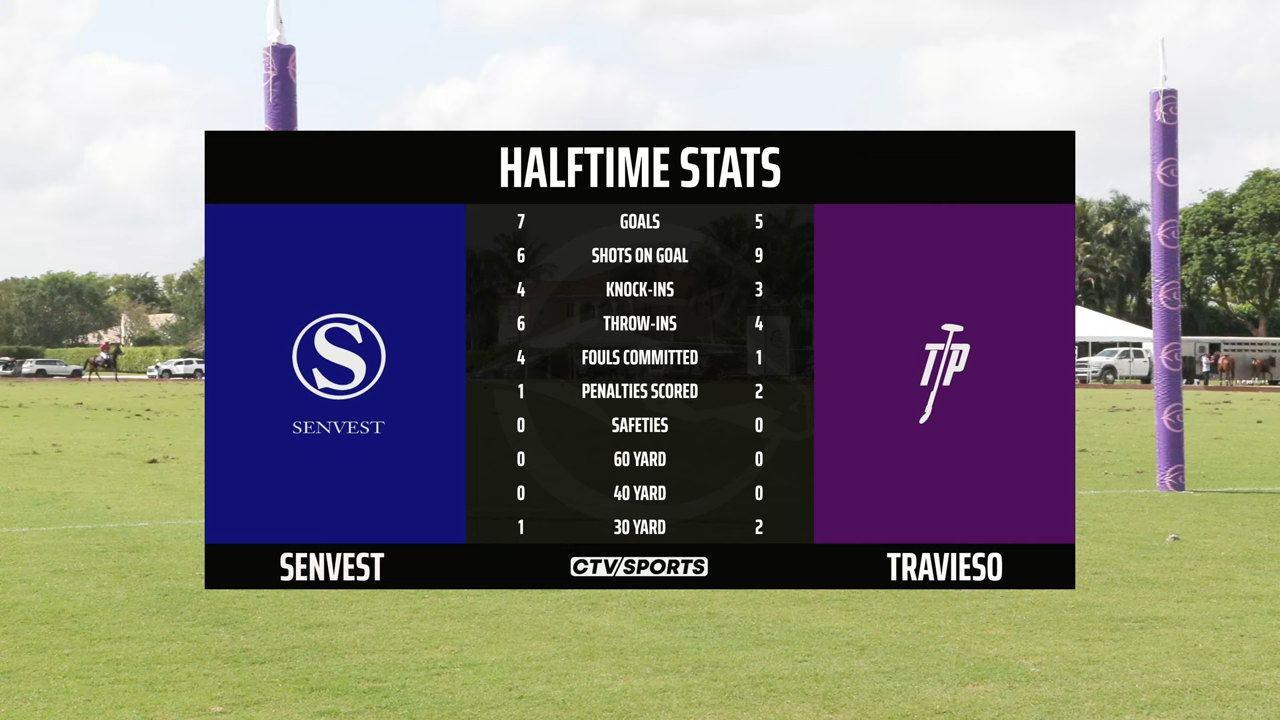 HALFTIME STATS
7 GOALS 5
6 SHOTS ON GOAL 9
4 KNOCK-INS 3
6 THROW-INS 4
4 FOULS COMMITTED 1
1 PENALTIES SCORED 2
0 SAFETIES 0
0 60 YARD 0
0 40 YARD 0
1 30 YARD 2
S
SENVEST
TP
SENVEST
CTV/SPORTS
TRAVIESO